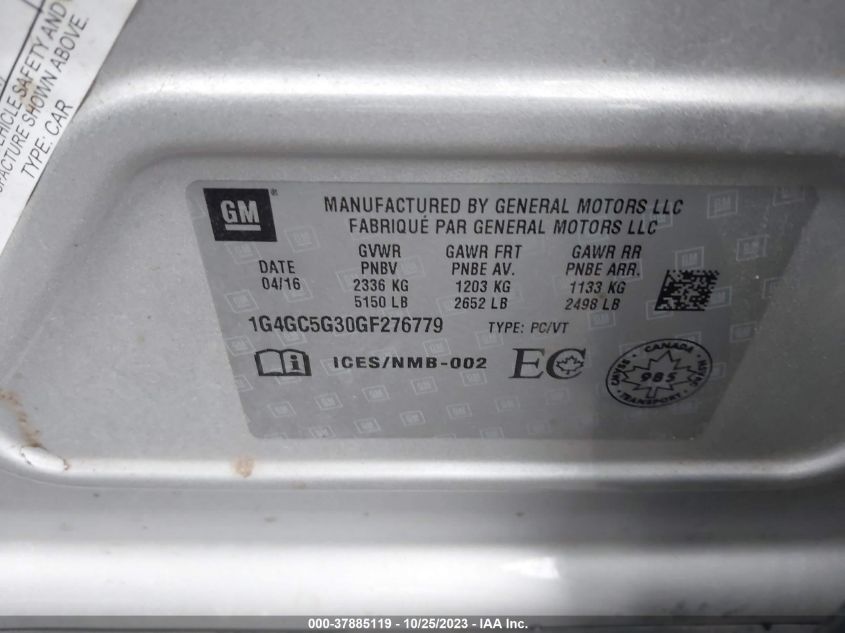 EHICLE SAFETY AND
FACTURE SHOWN ABOVE.
TYPE: CAR
GM ®
MANUFACTURED BY GENERAL MOTORS LLC
FABRIQUÉ PAR GENERAL MOTORS LLC
GVWR GAWR FRT GAWR RR
DATE PNBV PNBE AV. PNBE ARR.
04/16 2336 KG 1203 KG 1133 KG
5150 LB 2652 LB 2498 LB
1G4GC5G30GF276779 TYPE: PC/VT
i ICES/NMB-002 EC
CANADA
985
TRANSPORT
000-37885119 - 10/25/2023 - IAA Inc.